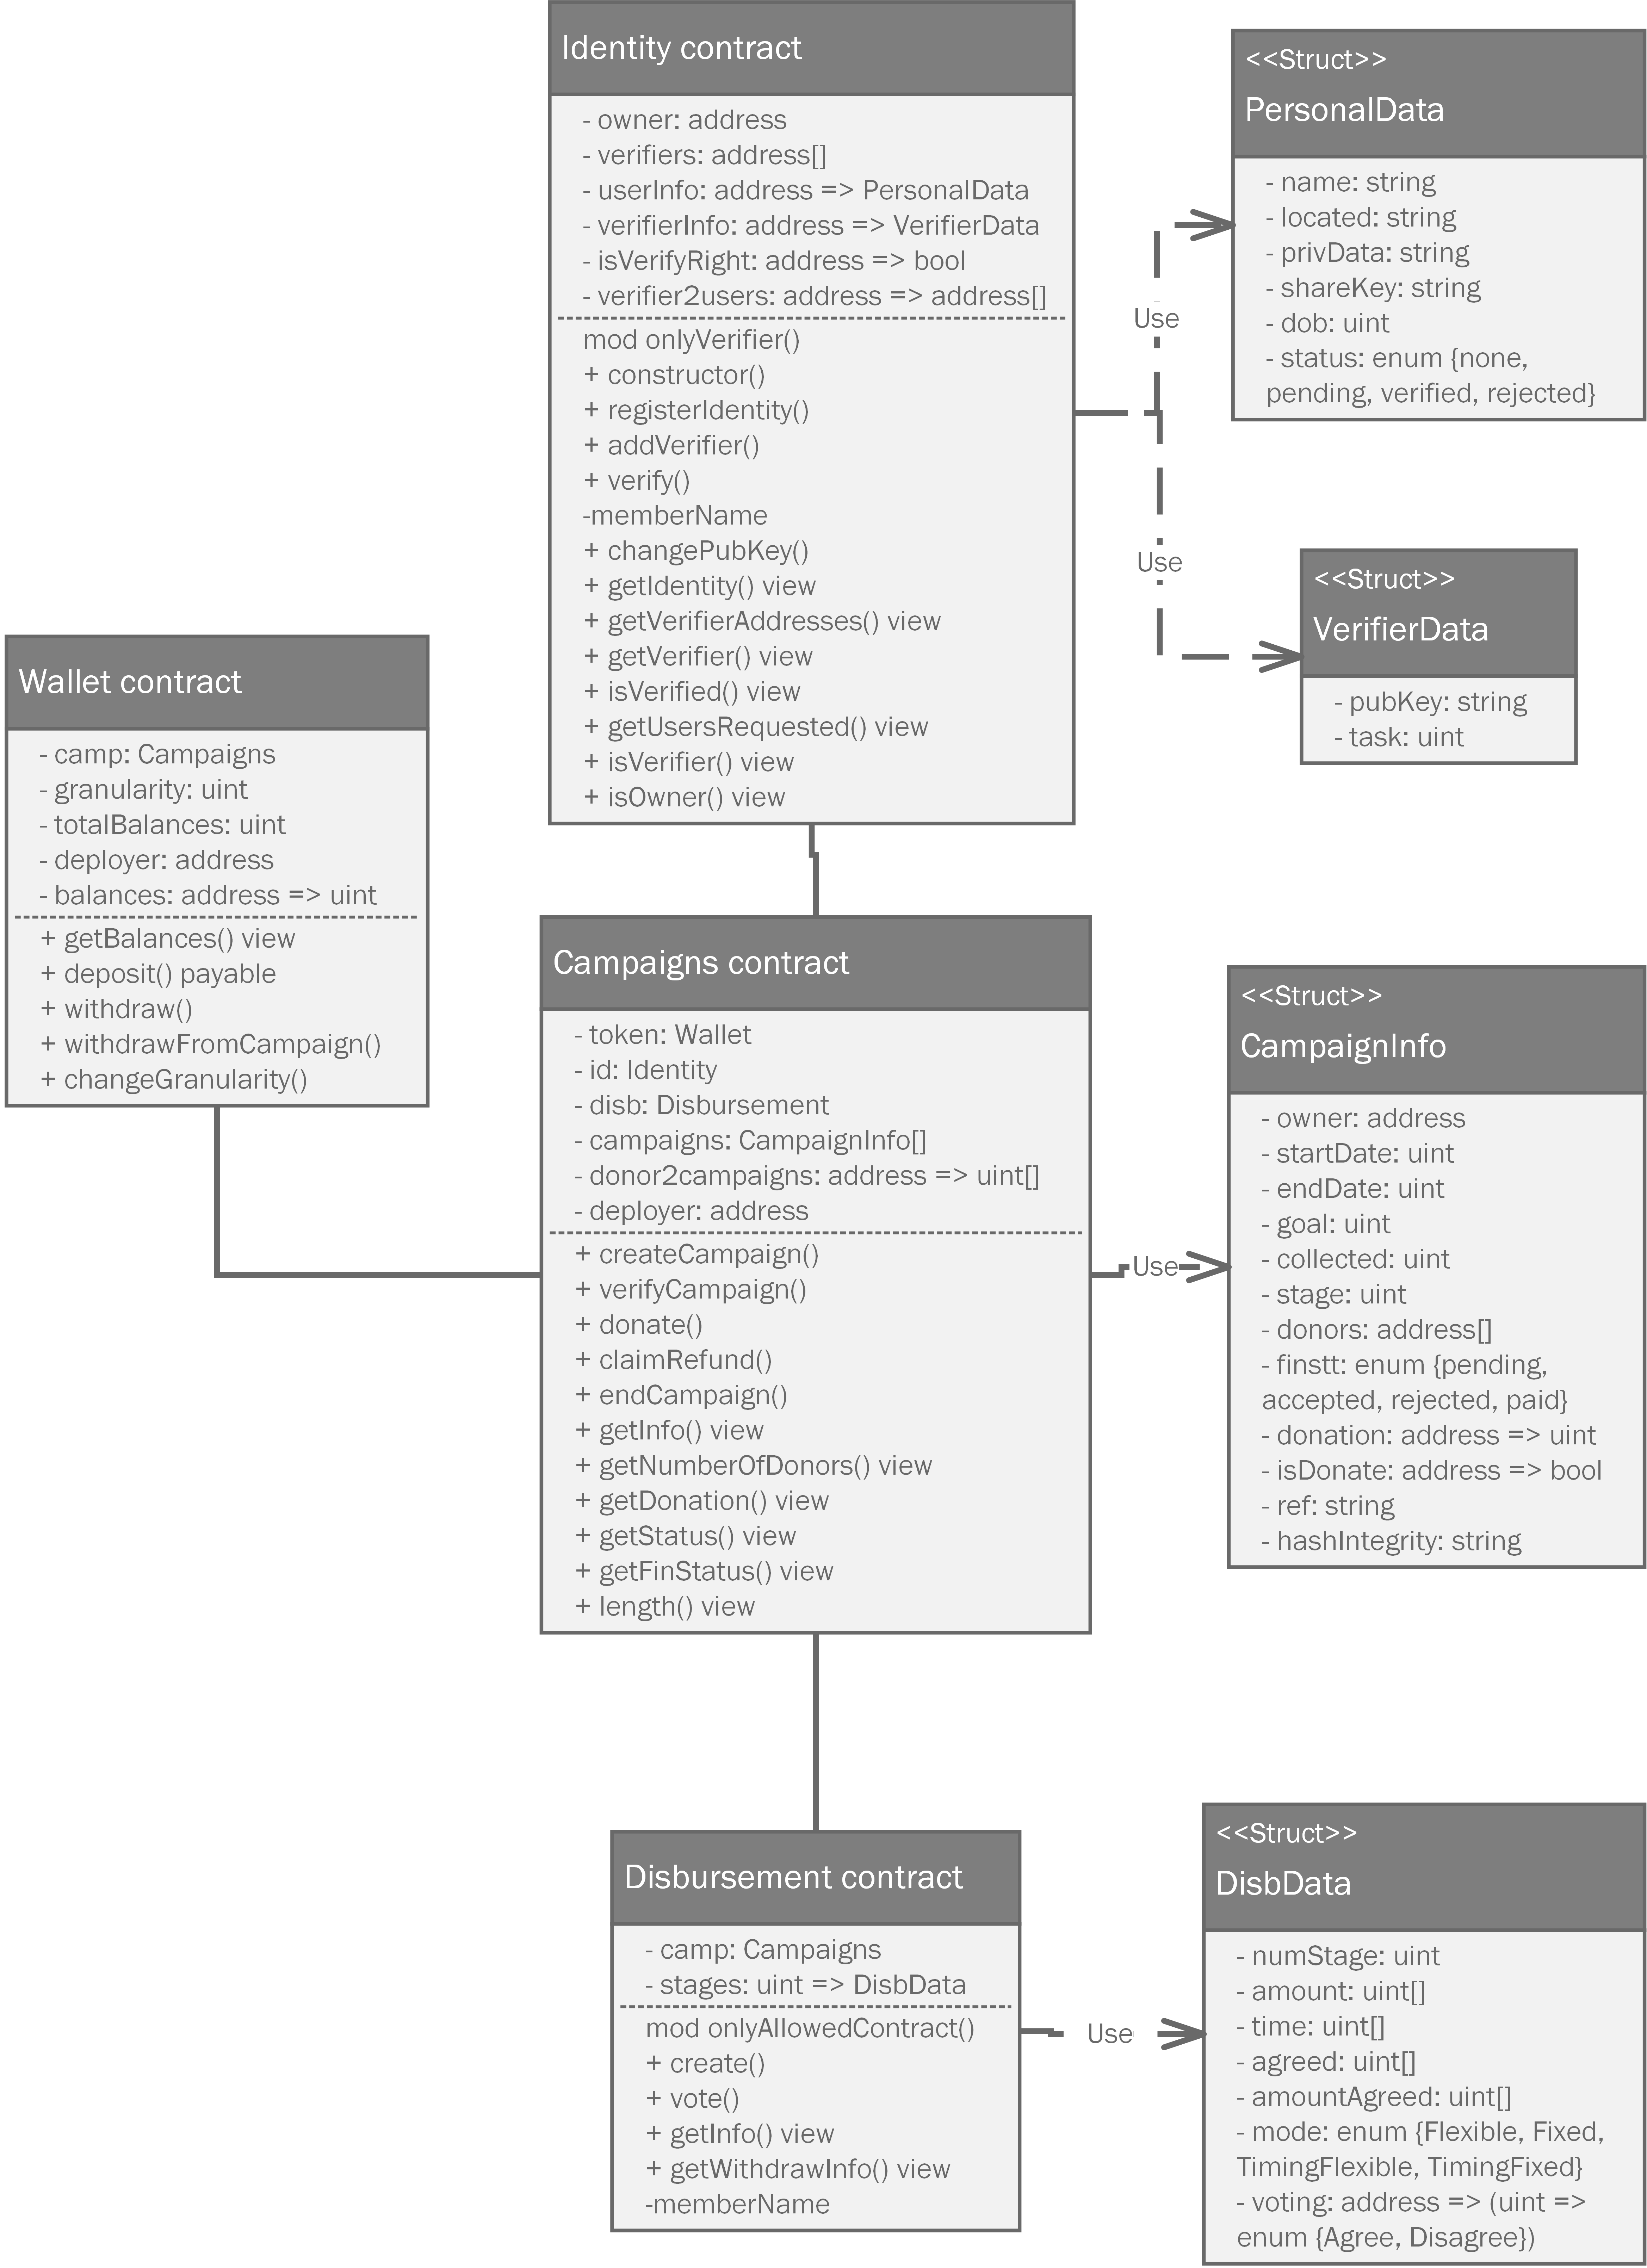 Identity contract
- owner: address
- verifiers: address[]
- userInfo: address => PersonalData
- verifierInfo: address => VerifierData
- isVerifyRight: address => bool
- verifier2users: address => address[]
mod onlyVerifier()
+ constructor()
+ registerIdentity()
+ addVerifier()
+ verify()
-memberName
+ changePubKey()
+ getIdentity() view
+ getVerifierAddresses() view
+ getVerifier() view
+ isVerified() view
+ getUsersRequested() view
+ isVerifier() view
+ isOwner() view
Use
Use
<<Struct>>
PersonalData
- name: string
- located: string
- privData: string
- shareKey: string
- dob: uint
- status: enum {none,
pending, verified, rejected}
<<Struct>>
VerifierData
- pubKey: string
- task: uint
Wallet contract
- camp: Campaigns
- granularity: uint
- totalBalances: uint
- deployer: address
- balances: address => uint
+ getBalances() view
+ deposit() payable
+ withdraw()
+ withdrawFromCampaign()
+ changeGranularity()
Campaigns contract
- token: Wallet
- id: Identity
- disb: Disbursement
- campaigns: CampaignInfo[]
- donor2campaigns: address => uint[]
- deployer: address
+ createCampaign()
+ verifyCampaign()
+ donate()
+ claimRefund()
+ endCampaign()
+ getInfo() view
+ getNumberOfDonors() view
+ getDonation() view
+ getStatus() view
+ getFinStatus() view
+ length() view
Use
<<Struct>>
CampaignInfo
- owner: address
- startDate: uint
- endDate: uint
- goal: uint
- collected: uint
- stage: uint
- donors: address[]
- finstt: enum {pending,
accepted, rejected, paid}
- donation: address => uint
- isDonate: address => bool
- ref: string
- hashIntegrity: string
Disbursement contract
- camp: Campaigns
- stages: uint => DisbData
mod onlyAllowedContract()
+ create()
+ vote()
+ getInfo() view
+ getWithdrawInfo() view
-memberName
Use
<<Struct>>
DisbData
- numStage: uint
- amount: uint[]
- time: uint[]
- agreed: uint[]
- amountAgreed: uint[]
- mode: enum {Flexible, Fixed,
TimingFlexible, TimingFixed}
- voting: address => (uint =>
enum {Agree, Disagree})